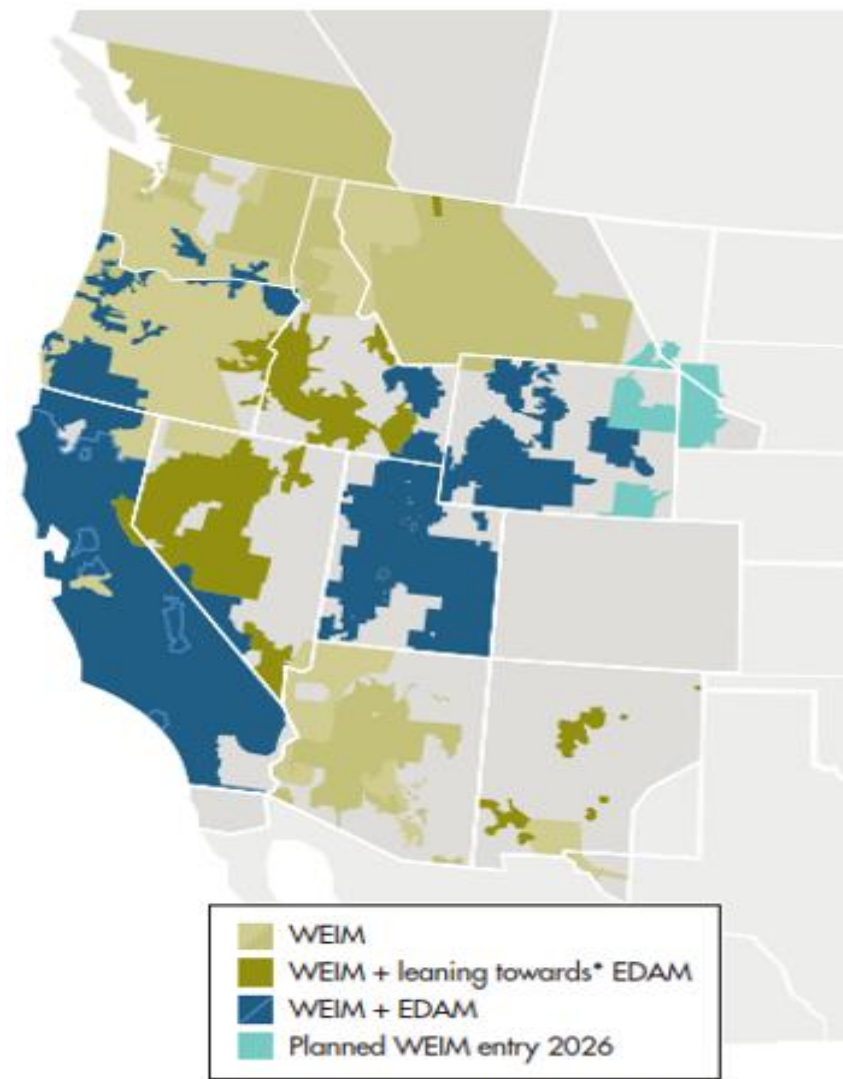 WEIM
WEIM + leaning towards* EDAM
WEIM + EDAM
Planned WEIM entry 2026